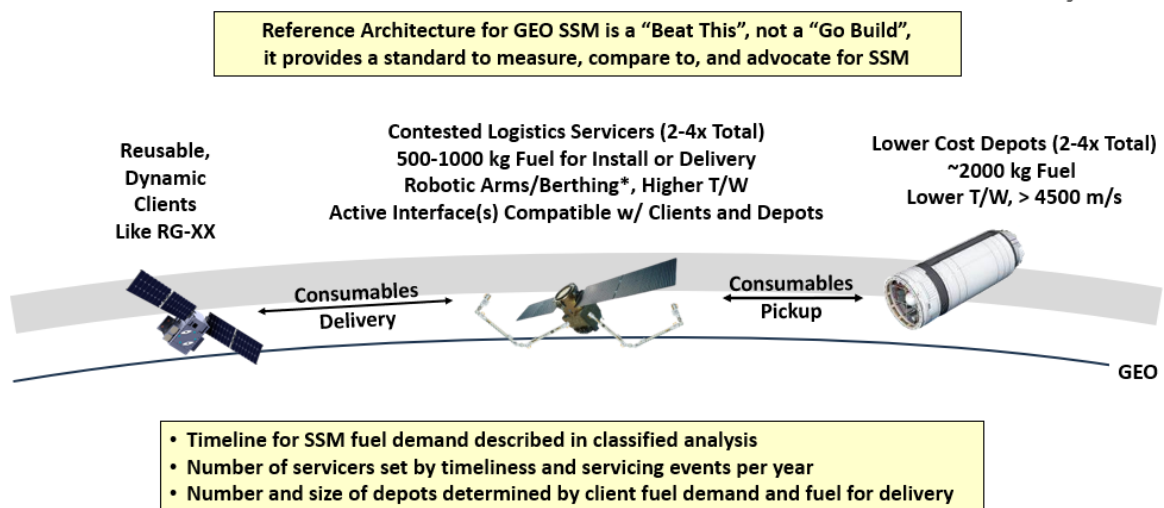 Reference Architecture for GEO SSM is a “Beat This”, not a “Go Build”,
it provides a standard to measure, compare to, and advocate for SSM
Reusable,
Dynamic
Clients
Like RG-XX
Contested Logistics Servicers (2-4x Total)
500-1000 kg Fuel for Install or Delivery
Robotic Arms/Berthing*, Higher T/W
Active Interface(s) Compatible w/ Clients and Depots
Lower Cost Depots (2-4x Total)
~2000 kg Fuel
Lower T/W, > 4500 m/s
Consumables
Delivery
Consumables
Pickup
GEO
• Timeline for SSM fuel demand described in classified analysis
• Number of servicers set by timeliness and servicing events per year
• Number and size of depots determined by client fuel demand and fuel for delivery